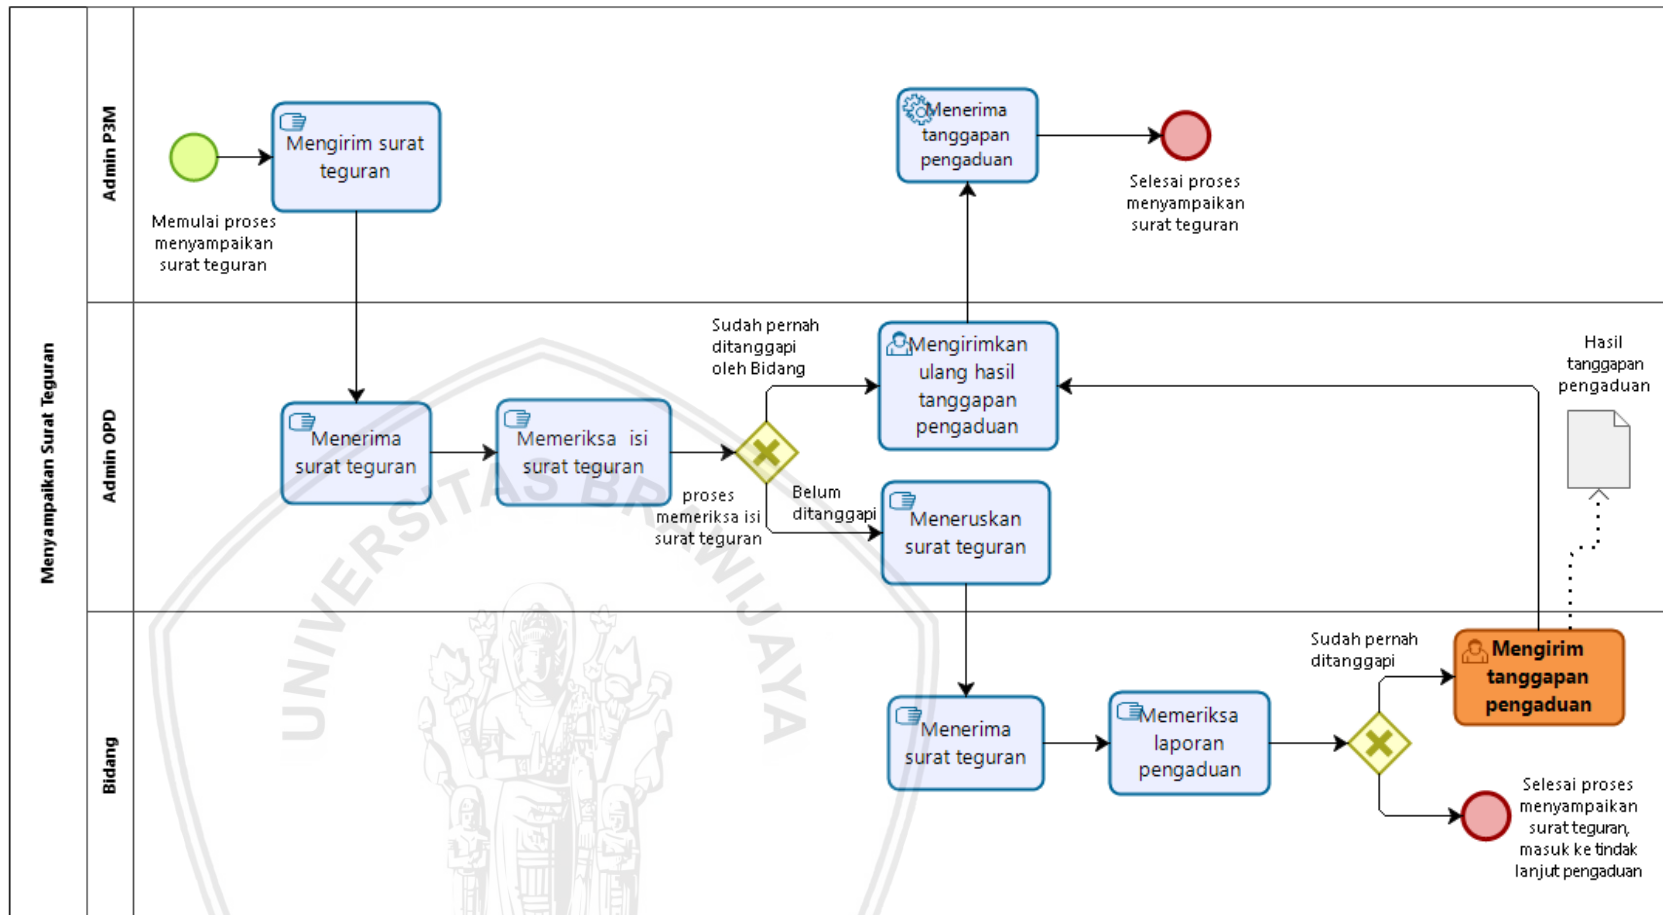 Menyampaikan Surat Teguran
Admin P3M
Memulai proses
menyampaikan
surat teguran
Mengirim surat
teguran
Menerima
tanggapan
pengaduan
Selesai proses
menyampaikan
surat teguran
Admin OPD
Menerima
surat teguran
Memeriksa isi
surat teguran
proses
memeriksa isi
surat teguran
Sudah pernah
ditanggapi
oleh Bidang
Belum
ditanggapi
Mengirimkan
ulang hasil
tanggapan
pengaduan
Meneruskan
surat teguran
Hasil
tanggapan
pengaduan
Bidang
Menerima
surat teguran
Memeriksa
laporan
pengaduan
Sudah pernah
ditanggapi
Mengirim
tanggapan
pengaduan
Selesai proses
menyampaikan
surat teguran,
masuk ke tindak
lanjut pengaduan
UNIVERSITAS BRAWIJAYA